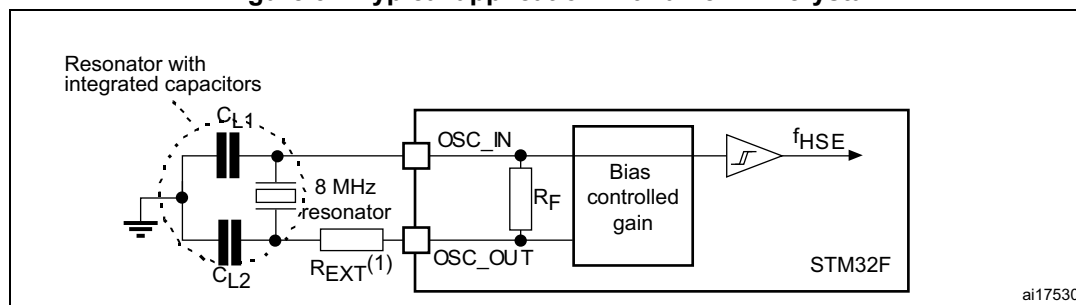 Resonator with
integrated capacitors
CL1
OSC_IN
fHSE
8 MHz
resonator
RF
Bias
controlled
gain
REXT(1)
OSC_OUT
CL2
STM32F
ai17530